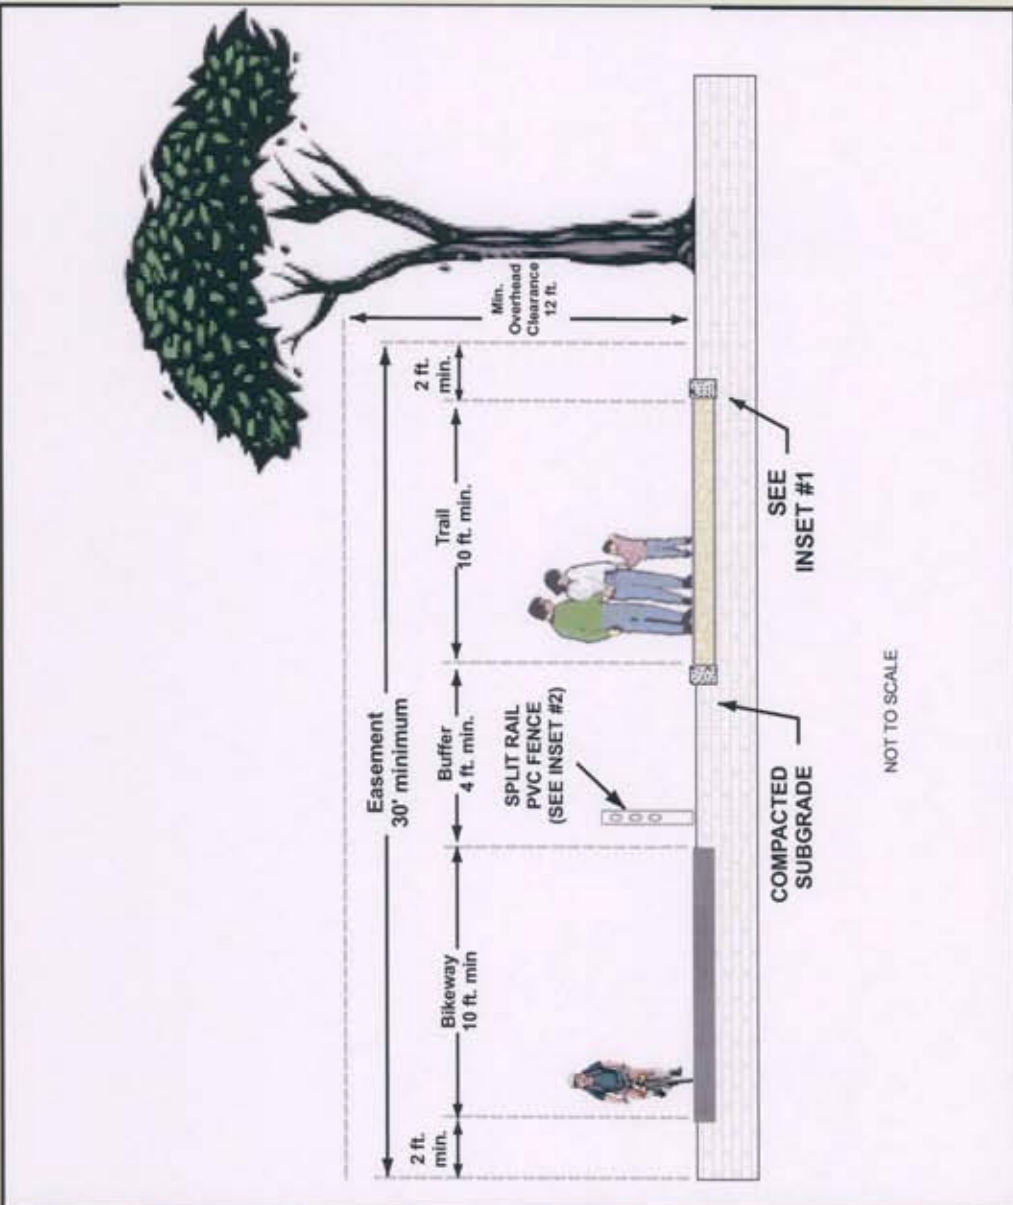 Min.
Overhead
Clearance
12 ft.
Easement
30' minimum
2 ft.
min.
Bikeway
10 ft. min
Buffer
4 ft. min.
Trail
10 ft. min.
2 ft.
min.
SPLIT RAIL
PVC FENCE
(SEE INSET #2)
COMPACTED
SUBGRADE
SEE
INSET #1
NOT TO SCALE